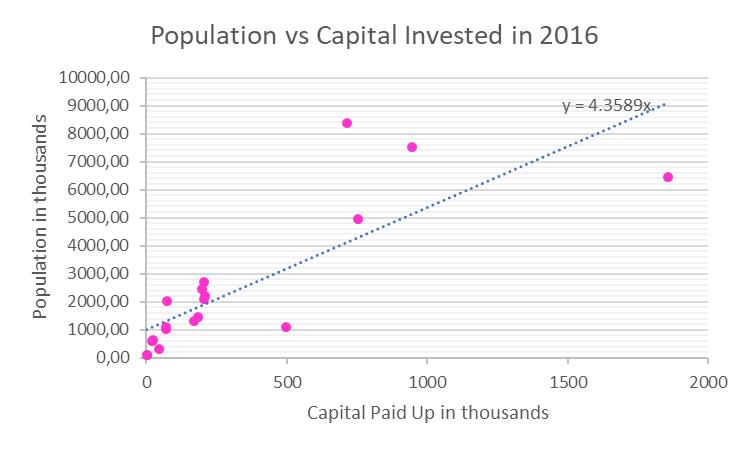 Population vs Capital Invested in 2016
10000,00
9000,00
8000,00
7000,00
6000,00
5000,00
4000,00
3000,00
2000,00
1000,00
0,00
Population in thousands
y = 4.3589x
0 500 1000 1500 2000
Capital Paid Up in thousands